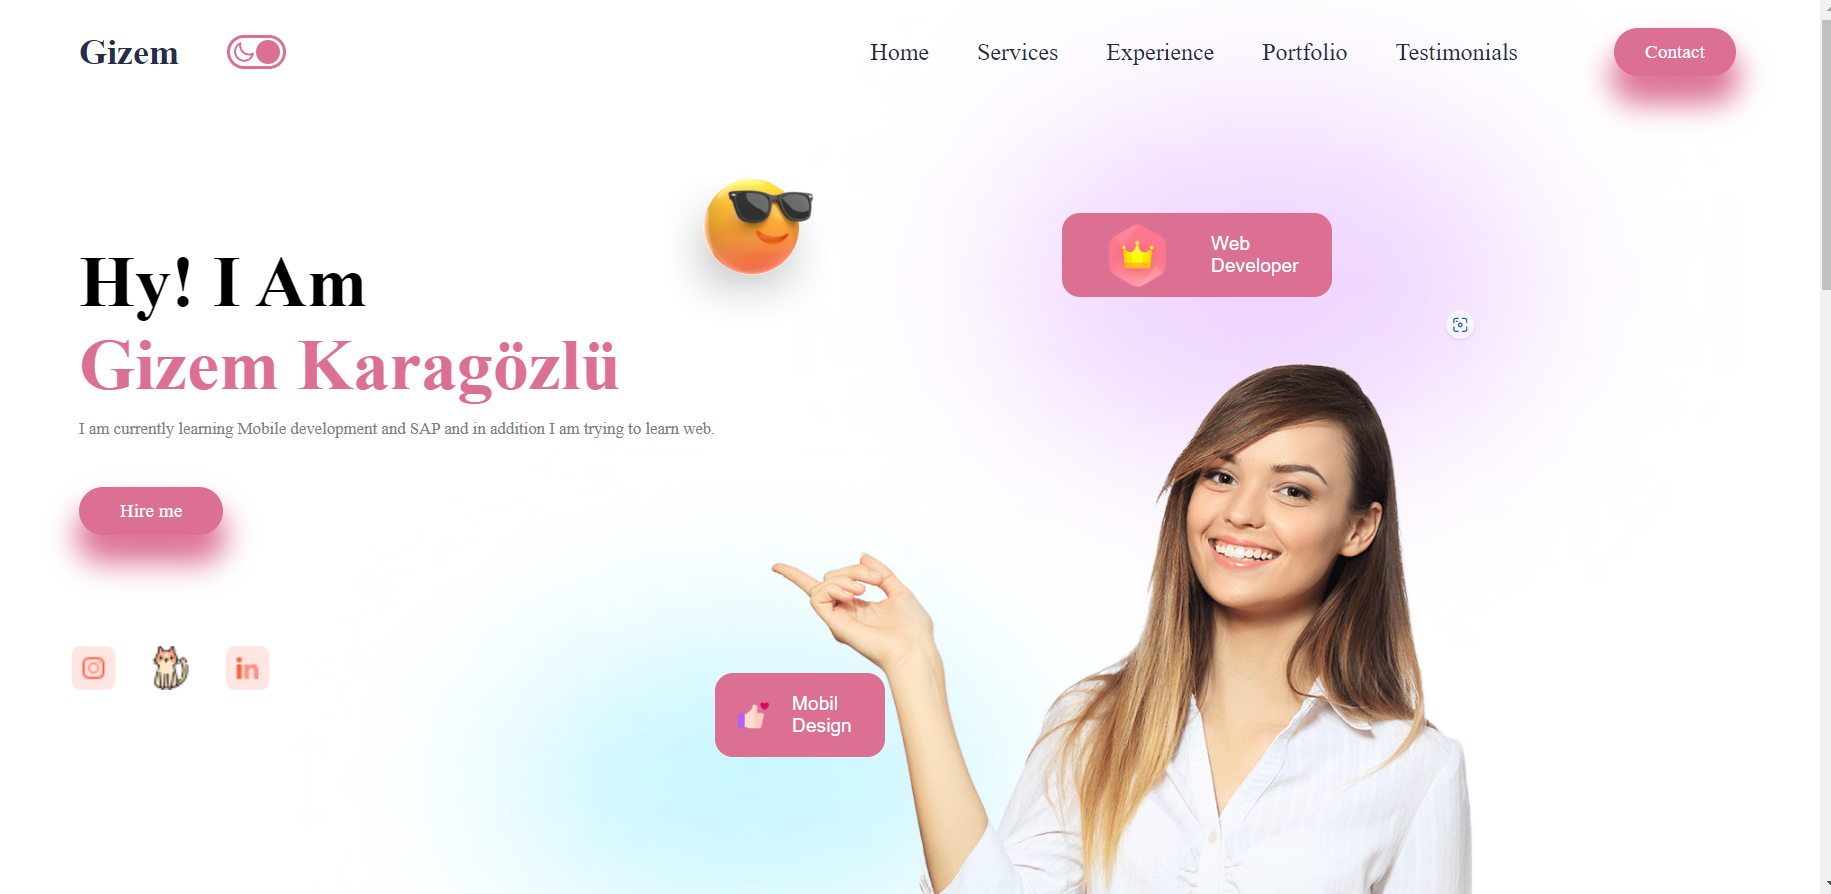 Gizem
Home Services Experience Portfolio Testimonials Contact
Web
Developer
Hy! I Am
Gizem Karagözlü
I am currently learning Mobile development and SAP and in addition I am trying to learn web.
Hire me
in
Mobil
Design